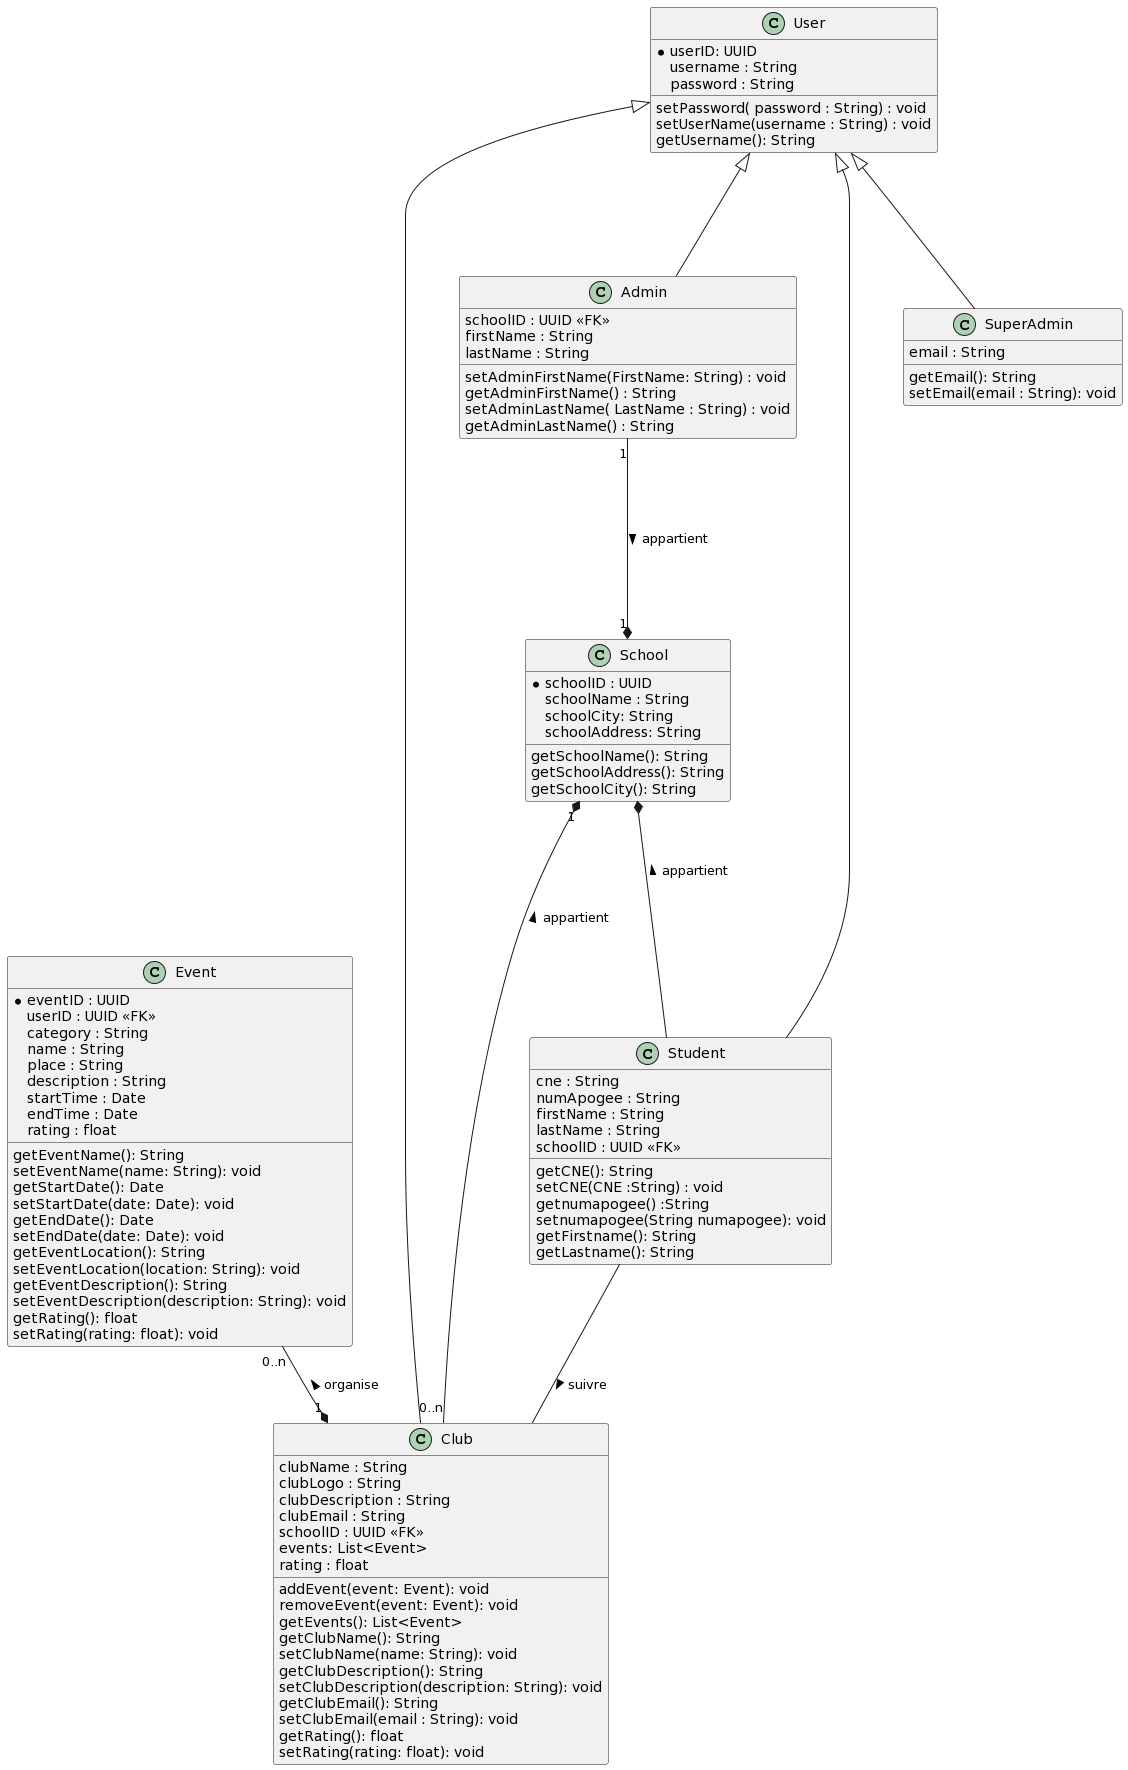 C User
userID: UUID
username : String
password : String
setPassword( password : String) : void
setUserName(username : String) : void
getUsername(): String
C Admin
schoolID : UUID «FK»
firstName : String
lastName : String
setAdminFirstName(FirstName: String) : void
getAdminFirstName() : String
setAdminLastName( LastName : String) : void
getAdminLastName() : String
C SuperAdmin
email : String
getEmail(): String
setEmail(email : String): void
1
appartient
1
C School
schoolID : UUID
schoolName : String
schoolCity: String
schoolAddress: String
getSchoolName(): String
getSchoolAddress(): String
getSchoolCity(): String
1
appartient
appartient
C Event
eventID : UUID
userID : UUID «FK»
category : String
name : String
place : String
description : String
startTime : Date
endTime : Date
rating : float
getEventName(): String
setEventName(name: String): void
getStartDate(): Date
setStartDate(date: Date): void
getEndDate(): Date
setEndDate(date: Date): void
getEventLocation(): String
setEventLocation(location: String): void
getEventDescription(): String
setEventDescription(description: String): void
getRating(): float
setRating(rating: float): void
C Student
cne : String
numApogee : String
firstName : String
lastName : String
schoolID : UUID «FK»
getCNE(): String
setCNE(CNE :String) : void
getnumapogee() :String
setnumapogee(String numapogee): void
getFirstname(): String
getLastname(): String
0..n
organise
suivre
1
0..n
C Club
clubName : String
clubLogo : String
clubDescription : String
clubEmail : String
schoolID : UUID «FK»
events: List<Event>
rating : float
addEvent(event: Event): void
removeEvent(event: Event): void
getEvents(): List<Event>
getClubName(): String
setClubName(name: String): void
getClubDescription(): String
setClubDescription(description: String): void
getClubEmail(): String
setClubEmail(email : String): void
getRating(): float
setRating(rating: float): void